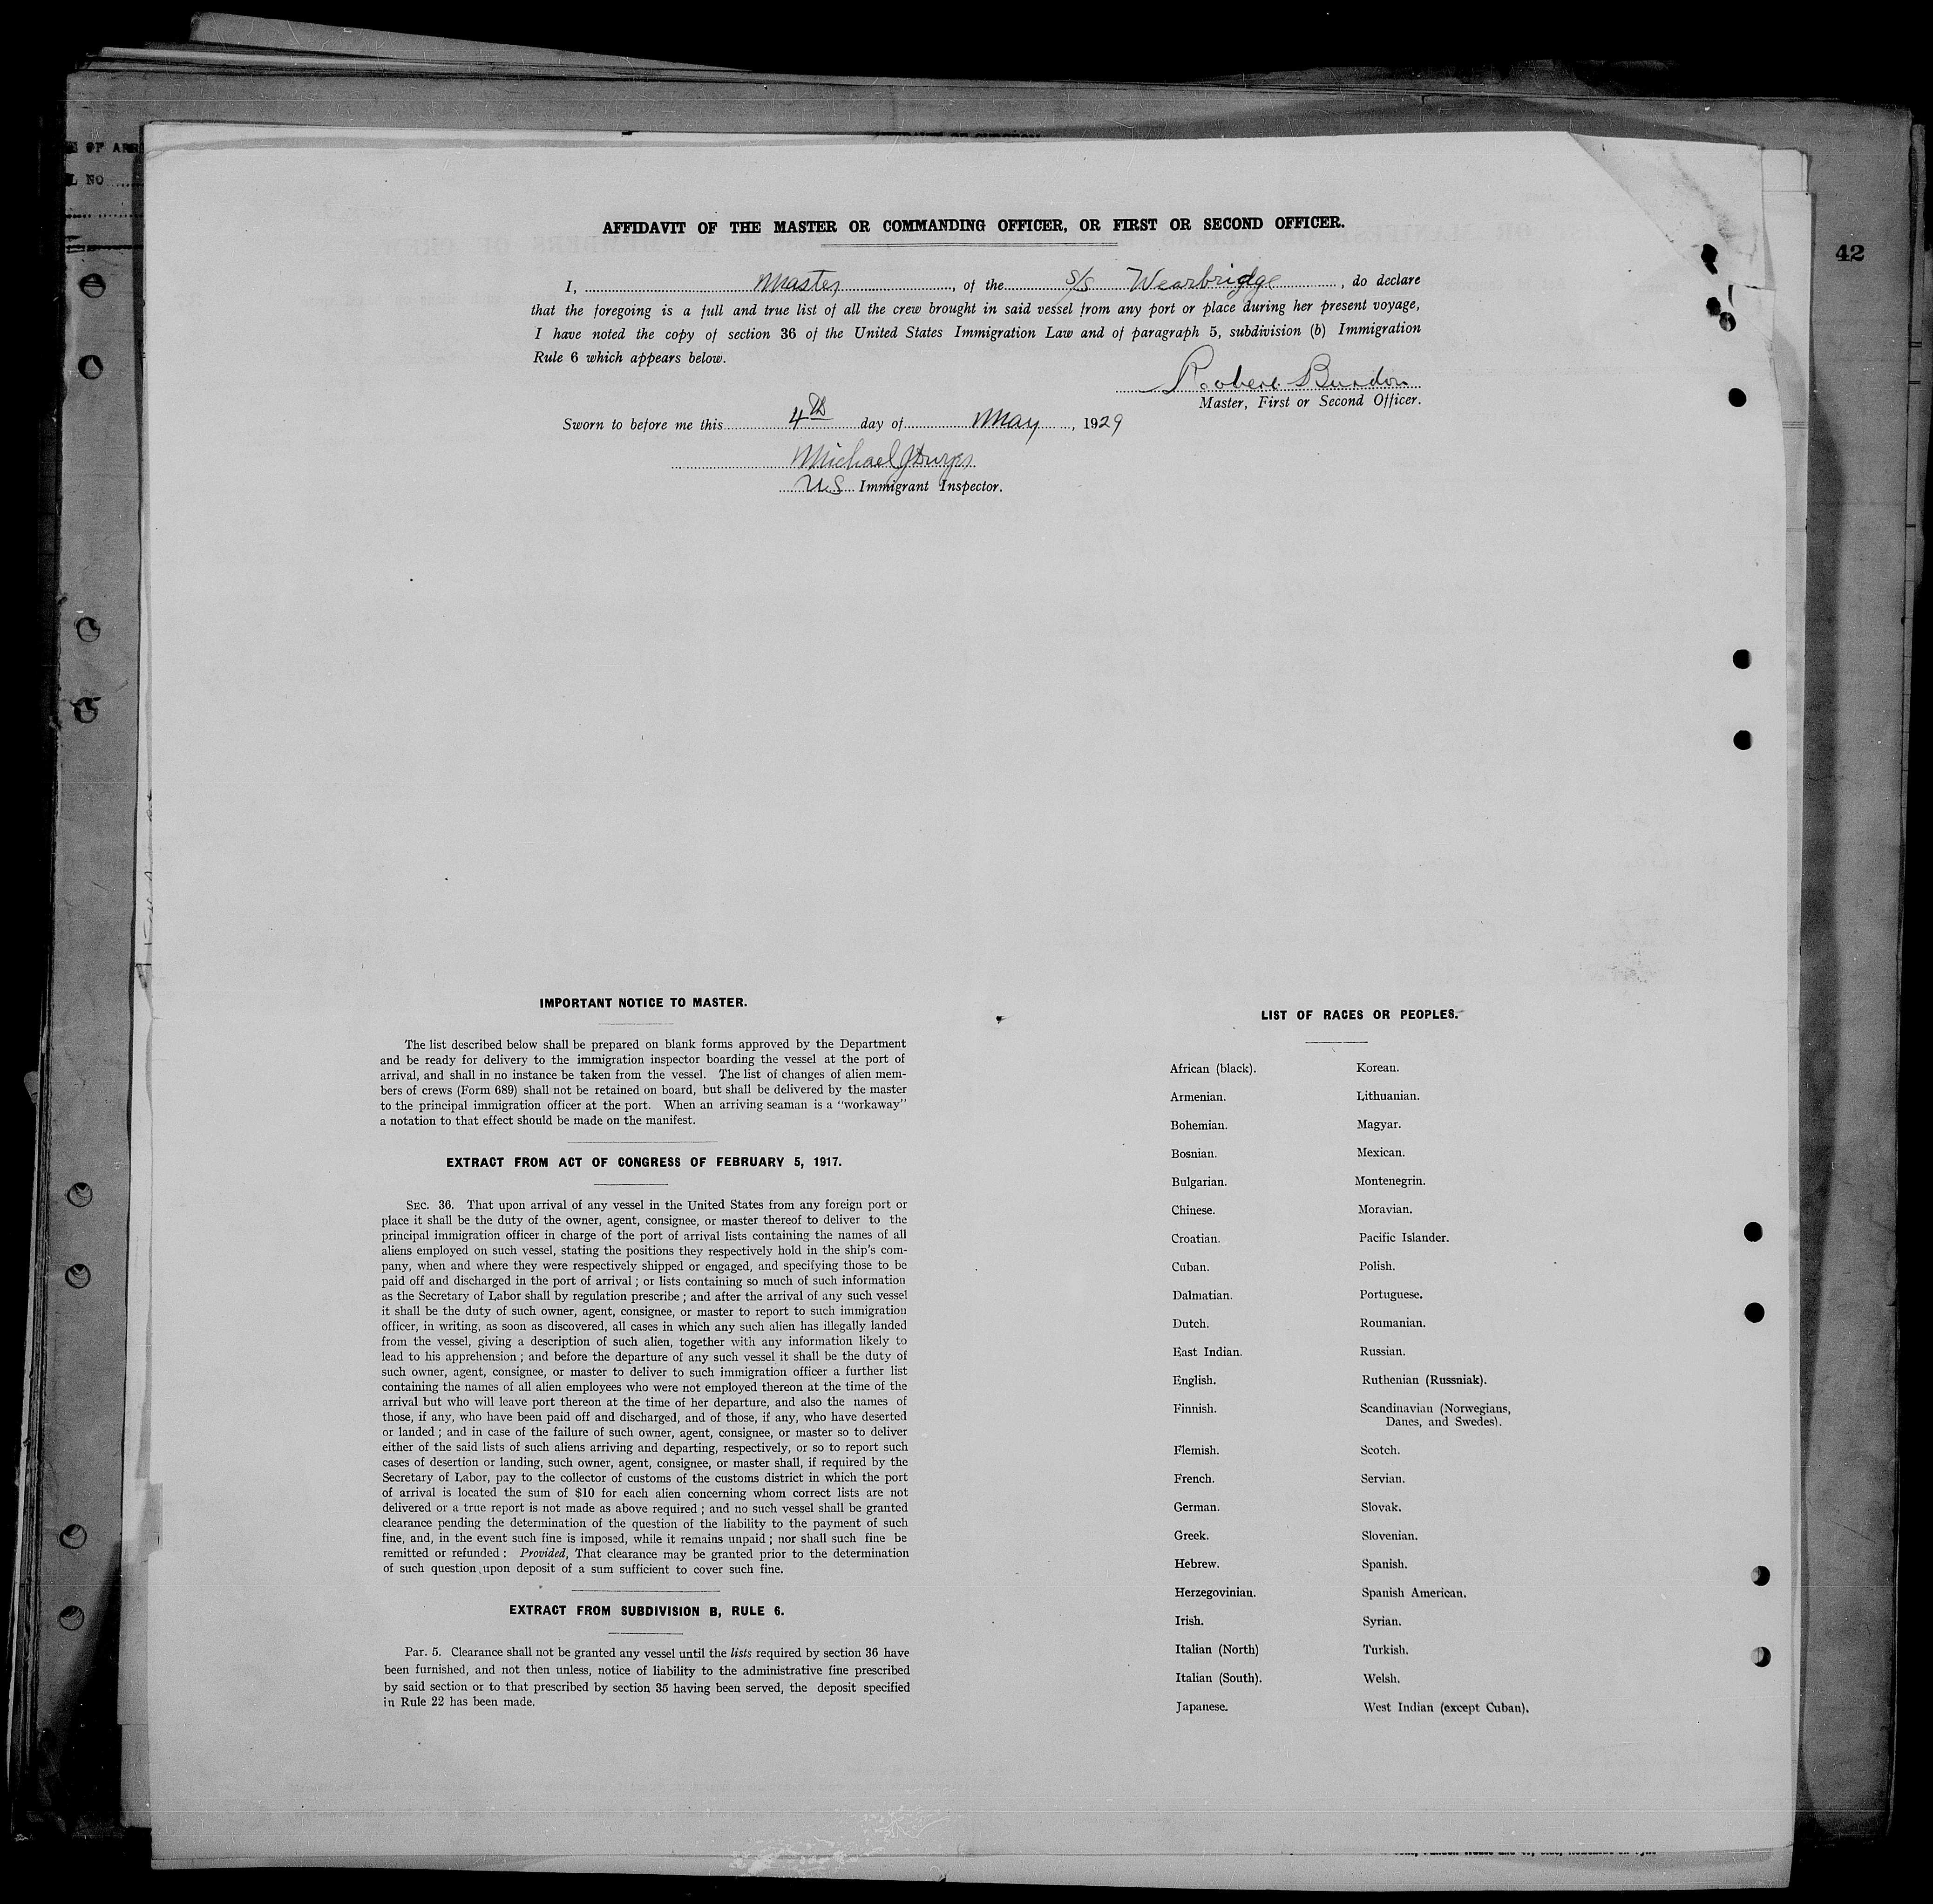 E OF ARR
L NO
42
AFFIDAVIT OF THE MASTER OR COMMANDING OFFICER, OR FIRST OR SECOND OFFICER.
I, Master, of the S/S Wearbridge, do declare
that the foregoing is a full and true list of all the crew brought in said vessel from any port or place during her present voyage,
I have noted the copy of section 36 of the United States Immigration Law and of paragraph 5, subdivision (b) Immigration
Rule 6 which appears below.
Robert Burdon
Master, First or Second Officer.
Sworn to before me this 4th day of May, 1929
Michael J
US Immigrant Inspector.
IMPORTANT NOTICE TO MASTER.
The list described below shall be prepared on blank forms approved by the Department
and be ready for delivery to the immigration inspector boarding the vessel at the port of
arrival, and shall in no instance be taken from the vessel. The list of changes of alien mem-
bers of crews (Form 689) shall not be retained on board, but shall be delivered by the master
to the principal immigration officer at the port. When an arriving seaman is a "workaway"
a notation to that effect should be made on the manifest.
EXTRACT FROM ACT OF CONGRESS OF FEBRUARY 5, 1917.
SEC. 36. That upon arrival of any vessel in the United States from any foreign port or
place it shall be the duty of the owner, agent, consignee, or master thereof to deliver to the
principal immigration officer in charge of the port of arrival lists containing the names of all
aliens employed on such vessel, stating the positions they respectively hold in the ship's com-
pany, when and where they were respectively shipped or engaged, and specifying those to be
paid off and discharged in the port of arrival; or lists containing so much of such information
as the Secretary of Labor shall by regulation prescribe; and after the arrival of any such vessel
it shall be the duty of such owner, agent, consignee, or master to report to such immigration
officer, in writing, as soon as discovered, all cases in which any such alien has illegally landed
from the vessel, giving a description of such alien, together with any information likely to
lead to his apprehension; and before the departure of any such vessel it shall be the duty of
such owner, agent, consignee, or master to deliver to such immigration officer a further list
containing the names of all alien employees who were not employed thereon at the time of the
arrival but who will leave port thereon at the time of her departure, and also the names of
those, if any, who have been paid off and discharged, and of those, if any, who have deserted
or landed; and in case of the failure of such owner, agent, consignee, or master so to deliver
either of the said lists of such aliens arriving and departing, respectively, or so to report such
cases of desertion or landing, such owner, agent, consignee, or master shall, if required by the
Secretary of Labor, pay to the collector of customs of the customs district in which the port
of arrival is located the sum of $10 for each alien concerning whom correct lists are not
delivered or a true report is not made as above required; and no such vessel shall be granted
clearance pending the determination of the question of the liability to the payment of such
fine, and, in the event such fine is imposed, while it remains unpaid; nor shall such fine be
remitted or refunded: Provided, That clearance may be granted prior to the determination
of such question upon deposit of a sum sufficient to cover such fine.
EXTRACT FROM SUBDIVISION B, RULE 6.
Par. 5. Clearance shall not be granted any vessel until the lists required by section 36 have
been furnished, and not then unless, notice of liability to the administrative fine prescribed
by said section or to that prescribed by section 35 having been served, the deposit specified
in Rule 22 has been made.
LIST OF RACES OR PEOPLES.
African (black). Korean.
Armenian. Lithuanian.
Bohemian. Magyar.
Bosnian. Mexican.
Bulgarian. Montenegrin.
Chinese. Moravian.
Croatian. Pacific Islander.
Cuban. Polish.
Dalmatian. Portuguese.
Dutch. Roumanian.
East Indian. Russian.
English. Ruthenian (Russniak).
Finnish. Scandinavian (Norwegians,
Danes, and Swedes).
Flemish. Scotch.
French. Servian.
German. Slovak.
Greek. Slovenian.
Hebrew. Spanish.
Herzegovinian. Spanish American.
Irish. Syrian.
Italian (North) Turkish.
Italian (South). Welsh.
Japanese. West Indian (except Cuban).